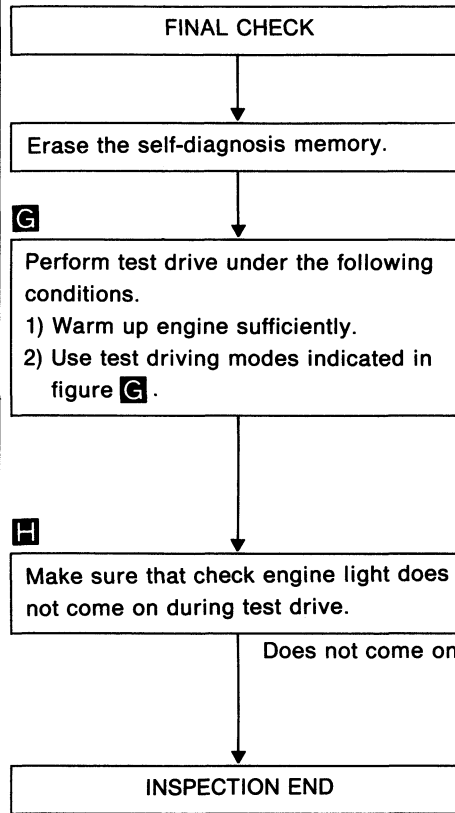 FINAL CHECK
Erase the self-diagnosis memory.
G
Perform test drive under the following
conditions.
1) Warm up engine sufficiently.
2) Use test driving modes indicated in
figure G .
H
Make sure that check engine light does
not come on during test drive.
Does not come on
INSPECTION END